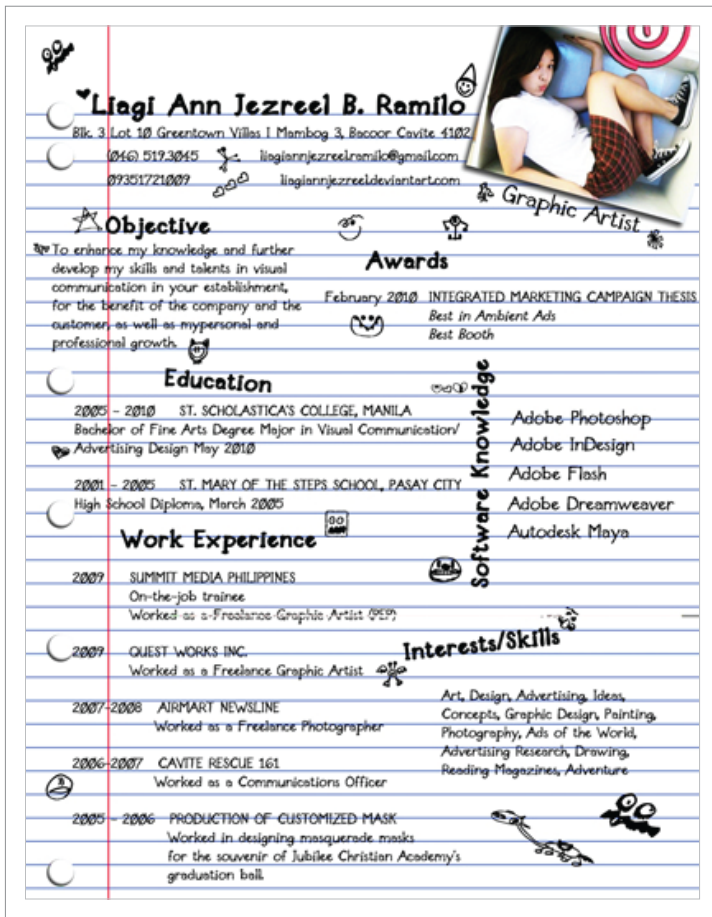 Liagi Ann Jezreel B. Ramilo
Blk. 3 Lot 10 Greentown Villas I Mambog 3, Bacoor Cavite 4102
(046) 519.3045 liagiannjezreelramilo@gmail.com
09351721009 liagiannjezreel.deviantart.com
Graphic Artist
Objective
To enhance my knowledge and further
develop my skills and talents in visual
communication in your establishment,
for the benefit of the company and the
customer, as well as mypersonal and
professional growth.
Awards
February 2010 INTEGRATED MARKETING CAMPAIGN THESIS
Best in Ambient Ads
Best Booth
Education
2005 - 2010 ST. SCHOLASTICA'S COLLEGE, MANILA
Bachelor of Fine Arts Degree Major in Visual Communication/
Advertising Design May 2010
2001 - 2005 ST. MARY OF THE STEPS SCHOOL, PASAY CITY
High School Diploma, March 2005
Software Knowledge
Adobe Photoshop
Adobe InDesign
Adobe Flash
Adobe Dreamweaver
Autodesk Maya
Work Experience
2009 SUMMIT MEDIA PHILIPPINES
On-the-job trainee
Worked as a Freelance Graphic Artist (PEP)
2009 QUEST WORKS INC.
Worked as a Freelance Graphic Artist
2007-2008 AIRMART NEWSLINE
Worked as a Freelance Photographer
2006-2007 CAVITE RESCUE 161
Worked as a Communications Officer
2005 - 2006 PRODUCTION OF CUSTOMIZED MASK
Worked in designing masquerade masks
for the souvenir of Jubilee Christian Academy's
graduation ball.
Interests/Skills
Art, Design, Advertising, Ideas,
Concepts, Graphic Design, Painting,
Photography, Ads of the World,
Advertising Research, Drawing,
Reading Magazines, Adventure